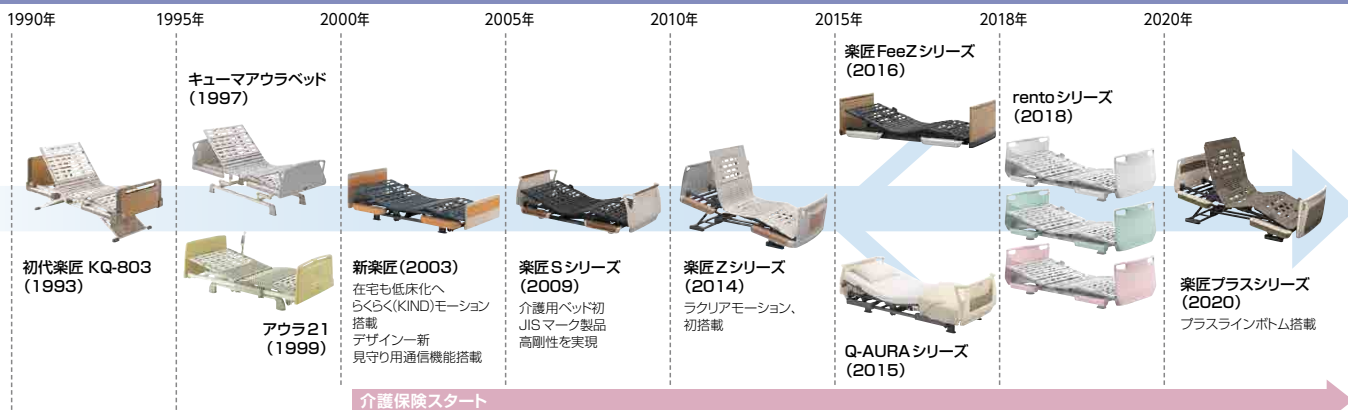 1990年
1995年
2000年
2005年
2010年
2015年
2018年
2020年
初代楽匠 KQ-803
(1993)
キューマアウラベッド
(1997)
アウラ21
(1999)
新楽匠(2003)
在宅も低床化へ
らくらく(KIND)モーション
搭載
デザイン一新
見守り用通信機能搭載
楽匠Sシリーズ
(2009)
介護用ベッド初
JISマーク製品
高剛性を実現
楽匠Zシリーズ
(2014)
ラクリアモーション、
初搭載
楽匠FeeZシリーズ
(2016)
Q-AURAシリーズ
(2015)
rentoシリーズ
(2018)
楽匠プラスシリーズ
(2020)
プラスラインボトム搭載
介護保険スタート